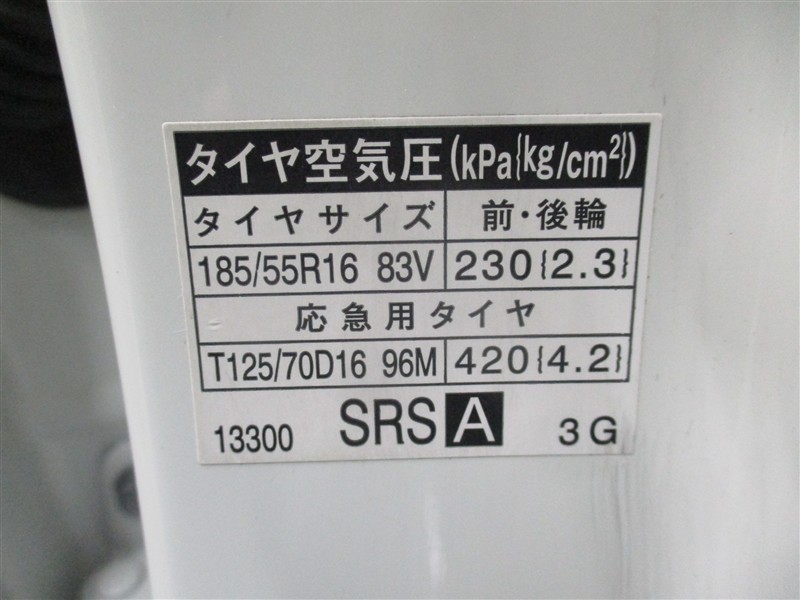 タイヤ空気圧(kPa{kg/cm²})
タイヤサイズ 前・後輪
185/55R16 83V 230{2.3}
応急用タイヤ
T125/70D16 96M 420{4.2}
13300 SRS A 3G